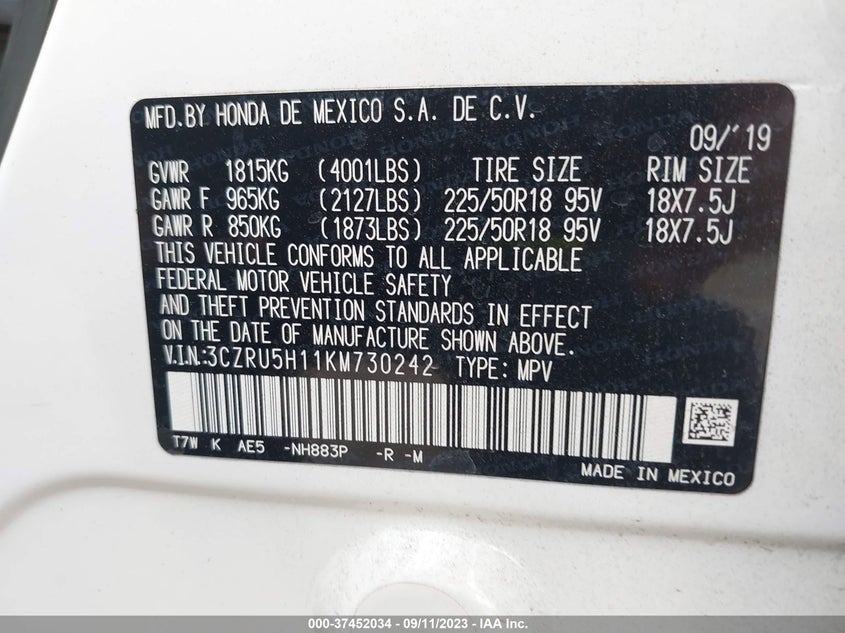 MFD.BY HONDA DE MEXICO S.A. DE C.V.
09/'19
GVWR 1815KG (4001LBS) TIRE SIZE RIM SIZE
GAWR F 965KG (2127LBS) 225/50R18 95V 18X7.5J
GAWR R 850KG (1873LBS) 225/50R18 95V 18X7.5J
THIS VEHICLE CONFORMS TO ALL APPLICABLE
FEDERAL MOTOR VEHICLE SAFETY
AND THEFT PREVENTION STANDARDS IN EFFECT
ON THE DATE OF MANUFACTURE SHOWN ABOVE.
V.I.N.:3CZRU5H11KM730242 TYPE: MPV
T7W K AE5 -NH883P -R -M
MADE IN MEXICO
000-37452034 - 09/11/2023 - IAA Inc.